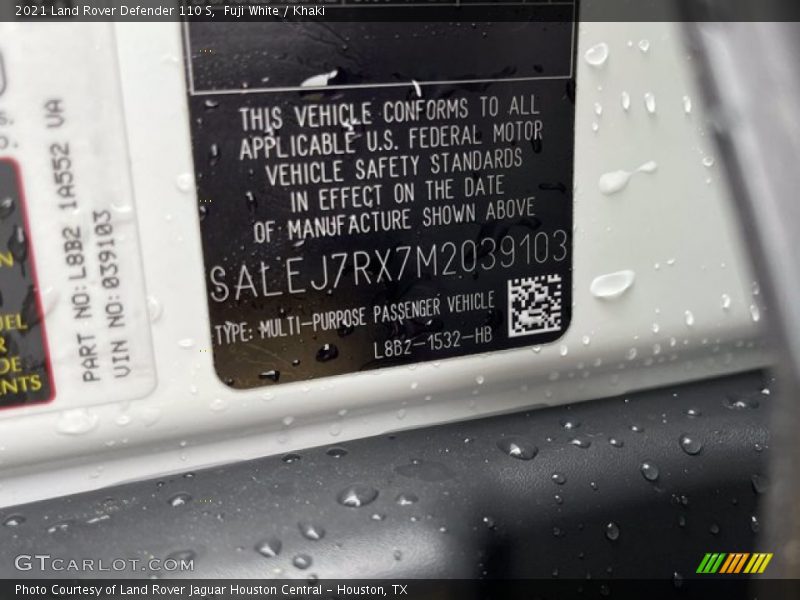 2021 Land Rover Defender 110 S,  Fuji White / Khaki
THIS VEHICLE CONFORMS TO ALL
APPLICABLE U.S. FEDERAL MOTOR
VEHICLE SAFETY STANDARDS
IN EFFECT ON THE DATE
OF MANUFACTURE SHOWN ABOVE
SALEJ7RX7M2039103
TYPE: MULTI-PURPOSE PASSENGER VEHICLE
L8B2-1532-HB
PART NO:L8B2 1A552 VA
VIN NO:039103
GTCARLOT.COM
Photo Courtesy of Land Rover Jaguar Houston Central - Houston, TX